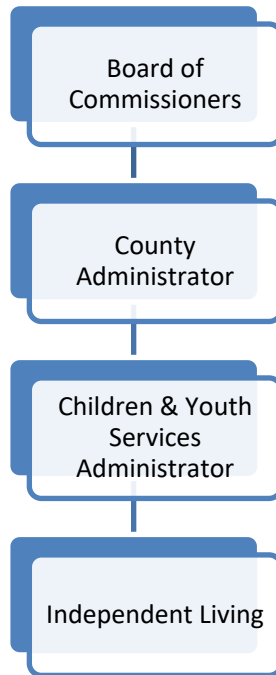 Board of
Commissioners
County
Administrator
Children & Youth
Services
Administrator
Independent Living